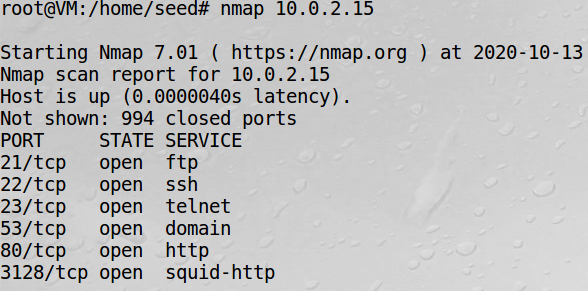 root@VM:/home/seed# nmap 10.0.2.15
Starting Nmap 7.01 ( https://nmap.org ) at 2020-10-13
Nmap scan report for 10.0.2.15
Host is up (0.0000040s latency).
Not shown: 994 closed ports
PORT     STATE SERVICE
21/tcp   open  ftp
22/tcp   open  ssh
23/tcp   open  telnet
53/tcp   open  domain
80/tcp   open  http
3128/tcp open  squid-http